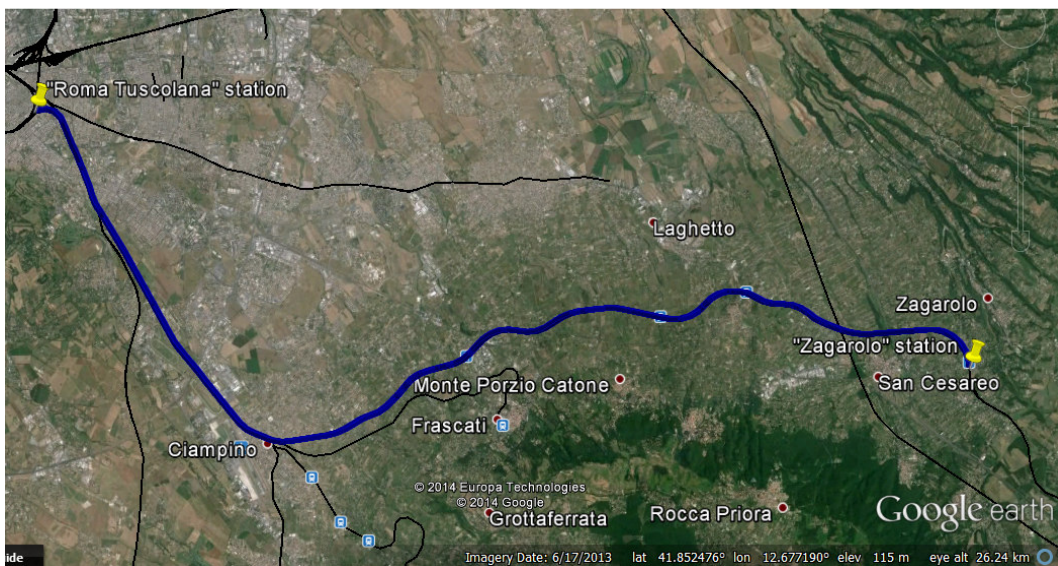 "Roma Tuscolana" station
Laghetto
Zagarolo
"Zagarolo" station
San Cesareo
Monte Porzio Catone
Frascati
Ciampino
© 2014 Europa Technologies
© 2014 Google
Grottaferrata
Rocca Priora
Google earth
ide
Imagery Date: 6/17/2013 lat 41.852476° lon 12.677190° elev 115 m eye alt 26.24 km